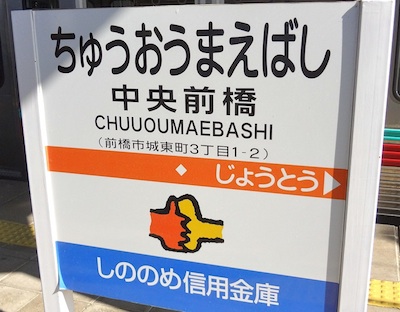 ちゅうおうまえばし
中央前橋
CHUUOUMAEBASHI
(前橋市城東町3丁目1-2)
じょうとう
しののめ信用金庫